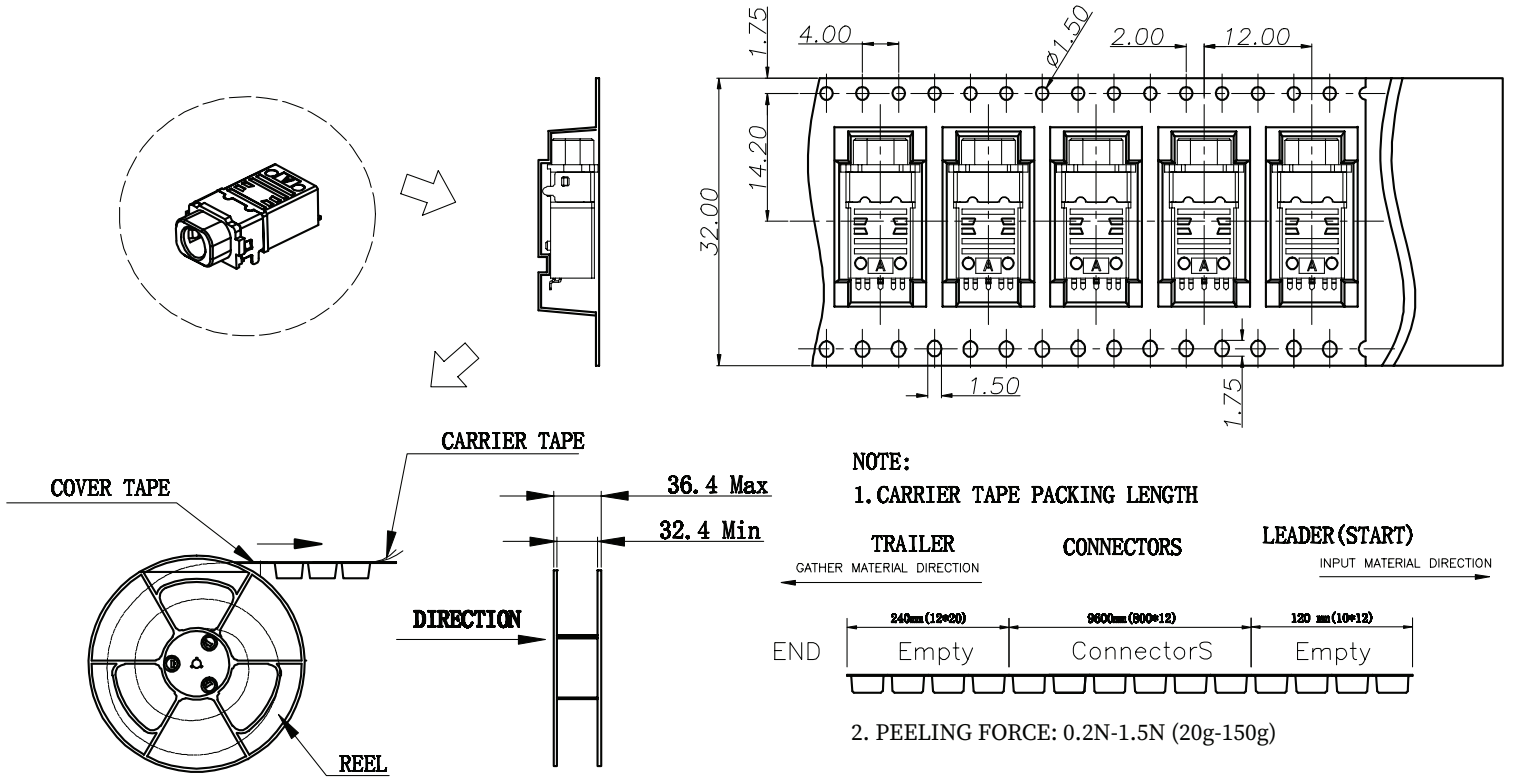 1.75
4.00
ø1.50
2.00
12.00
14.20
32.00
A
A
A
A
A
1.50
1.75
CARRIER TAPE
COVER TAPE
36.4 Max
32.4 Min
DIRECTION
REEL
NOTE:
1. CARRIER TAPE PACKING LENGTH
TRAILER
CONNECTORS
LEADER(START)
GATHER MATERIAL DIRECTION
INPUT MATERIAL DIRECTION
240mm(12*20)
9600mm(800*12)
120 mm(10*12)
END
Empty
ConnectorS
Empty
2. PEELING FORCE: 0.2N-1.5N (20g-150g)